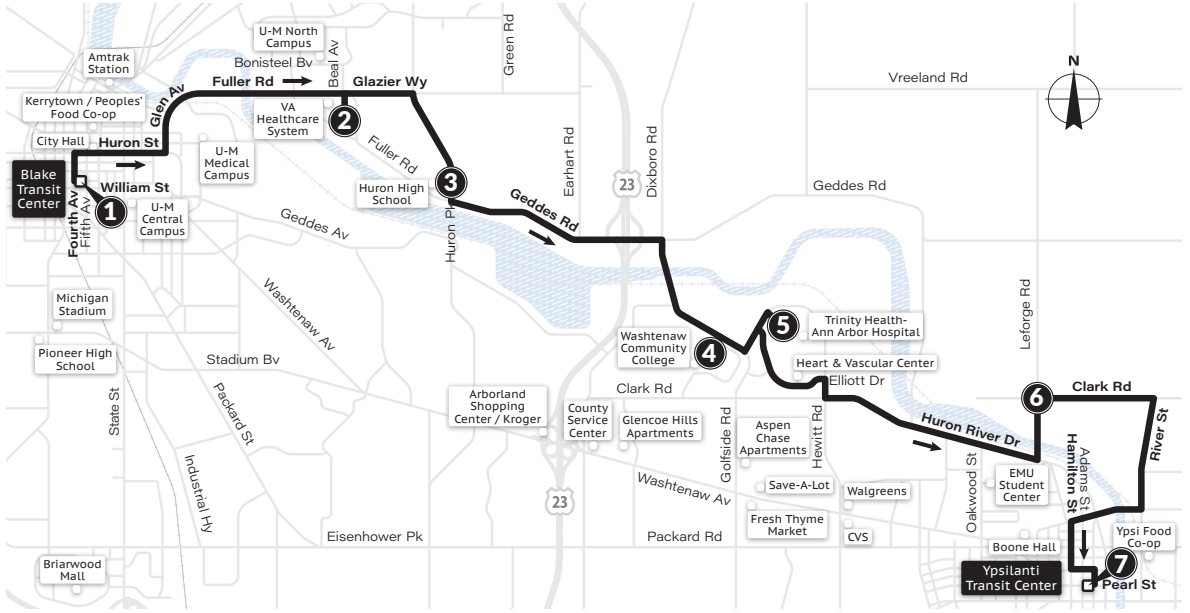 U-M North
Campus
Bonisteel Bv
Beal Av
Green Rd
Amtrak
Station
Fuller Rd
Glazier Wy
Vreeland Rd
N
Kerrytown / Peoples'
Food Co-op
Glen Av
VA
Healthcare
System
2
City Hall
Huron St
U-M
Medical
Campus
Fuller Rd
Earhart Rd
Dixboro Rd
23
Blake
Transit
Center
William St
1
U-M
Central
Campus
Huron High
School
3
Geddes Rd
Geddes Rd
Fourth Av
Fifth Av
Geddes Av
Huron Pk
Michigan
Stadium
Washtenaw Av
Leforge Rd
Pioneer High
School
Stadium Bv
Washtenaw
Community
College
4
5
Trinity Health-
Ann Arbor Hospital
Heart & Vascular Center
Elliott Dr
State St
Packard St
Arborland
Shopping
Center / Kroger
Clark Rd
County
Service
Center
Glencoe Hills
Apartments
Golfside Rd
Aspen
Chase
Apartments
Hewitt Rd
Huron River Dr
6
Clark Rd
River St
Industrial Hy
23
Washtenaw Av
Save-A-Lot
Walgreens
Oakwood St
EMU
Student
Center
Adams St
Hamilton St
Eisenhower Pk
Packard Rd
Fresh Thyme
Market
CVS
Boone Hall
Ypsi Food
Co-op
Briarwood
Mall
Ypsilanti
Transit Center
7
Pearl St